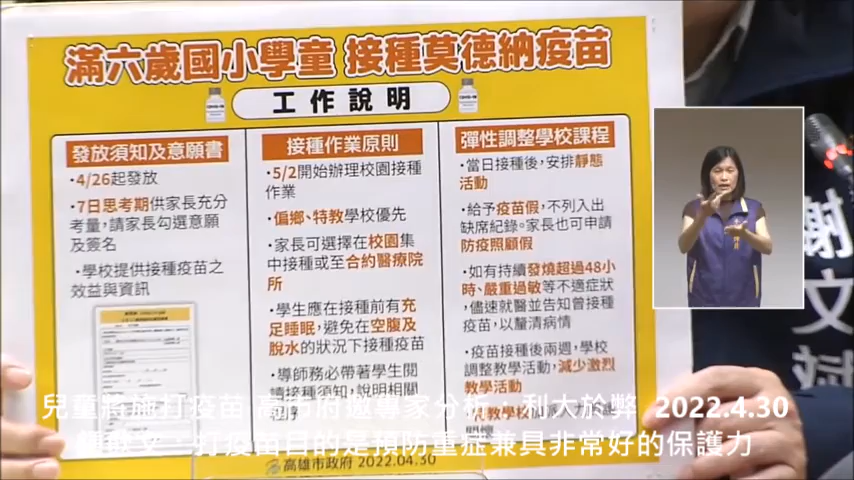 滿六歲國小學童 接種莫德納疫苗
工作說明
發放須知及意願書
•4/26起發放
•7日思考期供家長充分
考量，請家長勾選意願
及簽名
•學校提供接種疫苗之
效益與資訊
接種作業原則
•5/2開始辦理校園接種
作業
•偏鄉、特教學校優先
•家長可選擇在校園集
中接種或至合約醫療院
所
•學生應在接種前有充
足睡眠，避免在空腹及
脫水的狀況下接種疫苗
•導師務必帶著學生閱
讀接種須知，說明相關
彈性調整學校課程
•當日接種後，安排靜態
活動
•給予疫苗假，不列入出
缺席紀錄。家長也可申請
防疫照顧假
•如有持續發燒超過48小
時、嚴重過敏等不適症狀
，儘速就醫並告知曾接種
疫苗，以釐清病情
•疫苗接種後兩週，學校
調整教學活動，減少激烈
教學活動
高雄市政府 2022.04.30
謝文斌
兒童將施打疫苗 高市府邀專家分析：利大於弊 2022.4.30
打疫苗目的是預防重症兼具非常好的保護力